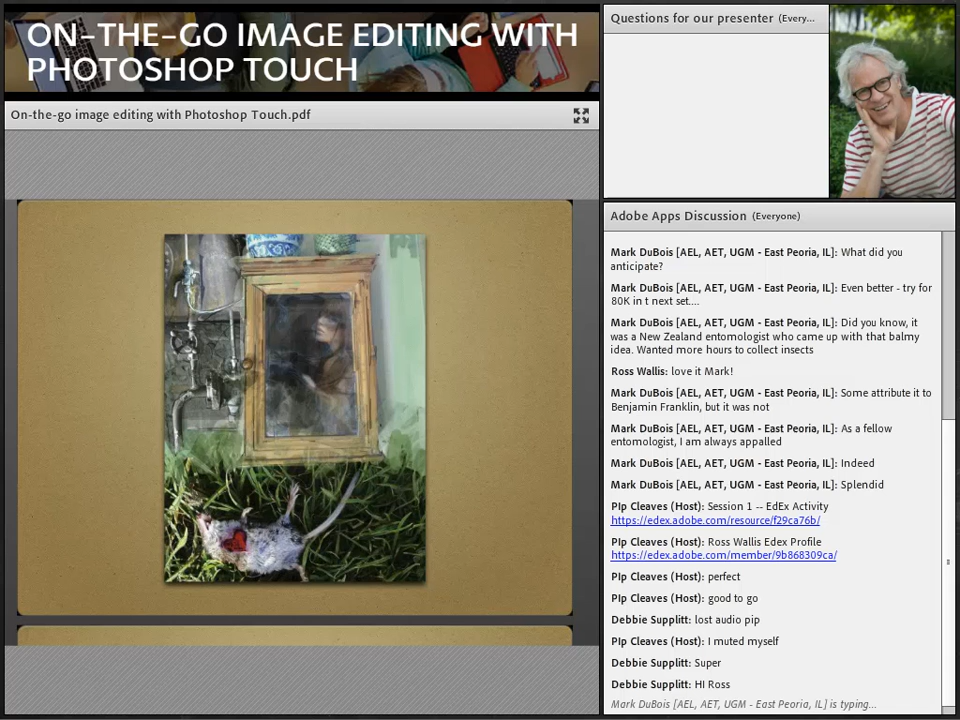 ON-THE-GO IMAGE EDITING WITH
PHOTOSHOP TOUCH
On-the-go image editing with Photoshop Touch.pdf
Questions for our presenter (Every...
Adobe Apps Discussion (Everyone)
Mark DuBois [AEL, AET, UGM - East Peoria, IL]: What did you
anticipate?
Mark DuBois [AEL, AET, UGM - East Peoria, IL]: Even better - try for
80K in t next set....
Mark DuBois [AEL, AET, UGM - East Peoria, IL]: Did you know, it
was a New Zealand entomologist who came up with that balmy
idea. Wanted more hours to collect insects
Ross Wallis: love it Mark!
Mark DuBois [AEL, AET, UGM - East Peoria, IL]: Some attribute it to
Benjamin Franklin, but it was not
Mark DuBois [AEL, AET, UGM - East Peoria, IL]: As a fellow
entomologist, I am always appalled
Mark DuBois [AEL, AET, UGM - East Peoria, IL]: Indeed
Mark DuBois [AEL, AET, UGM - East Peoria, IL]: Splendid
PIp Cleaves (Host): Session 1 -- EdEx Activity
https://edex.adobe.com/resource/f29ca76b/
PIp Cleaves (Host): Ross Wallis Edex Profile
https://edex.adobe.com/member/9b868309ca/
PIp Cleaves (Host): perfect
PIp Cleaves (Host): good to go
Debbie Supplitt: lost audio pip
PIp Cleaves (Host): I muted myself
Debbie Supplitt: Super
Debbie Supplitt: HI Ross
Mark DuBois [AEL, AET, UGM - East Peoria, IL] is typing...